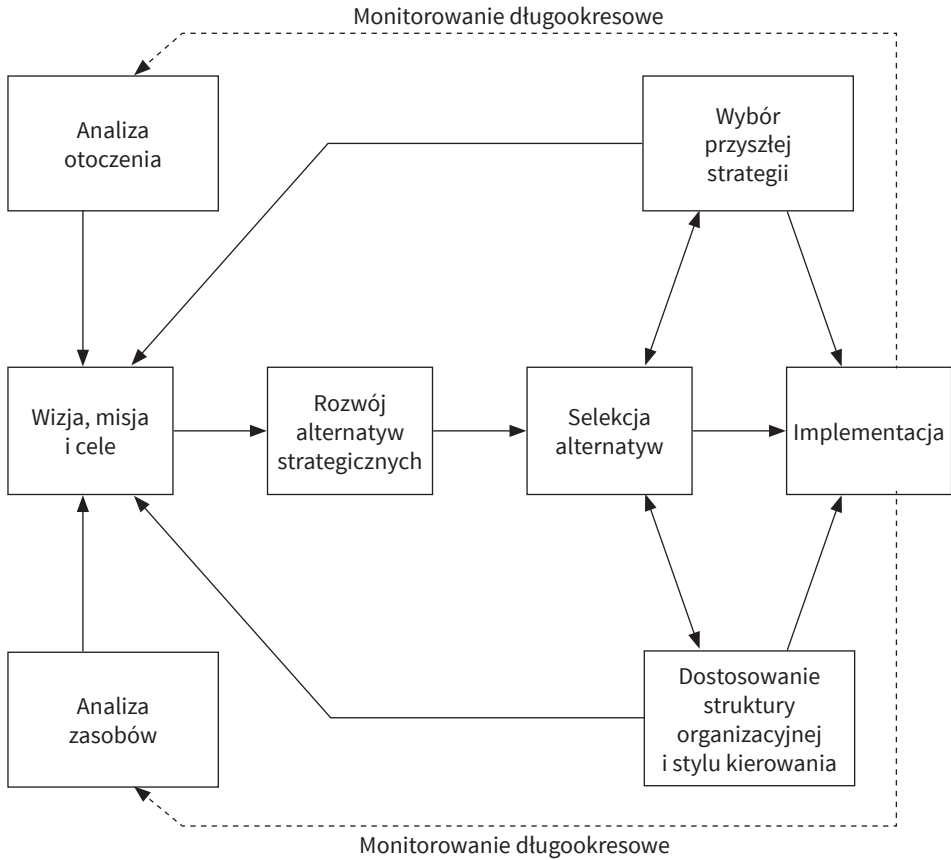 Monitorowanie długookresowe
Analiza
otoczenia
Wybór
przyszłej
strategii
Wizja, misja
i cele
Rozwój
alternatyw
strategicznych
Selekcja
alternatyw
Implementacja
Analiza
zasobów
Dostosowanie
struktury
organizacyjnej
i stylu kierowania
Monitorowanie długookresowe